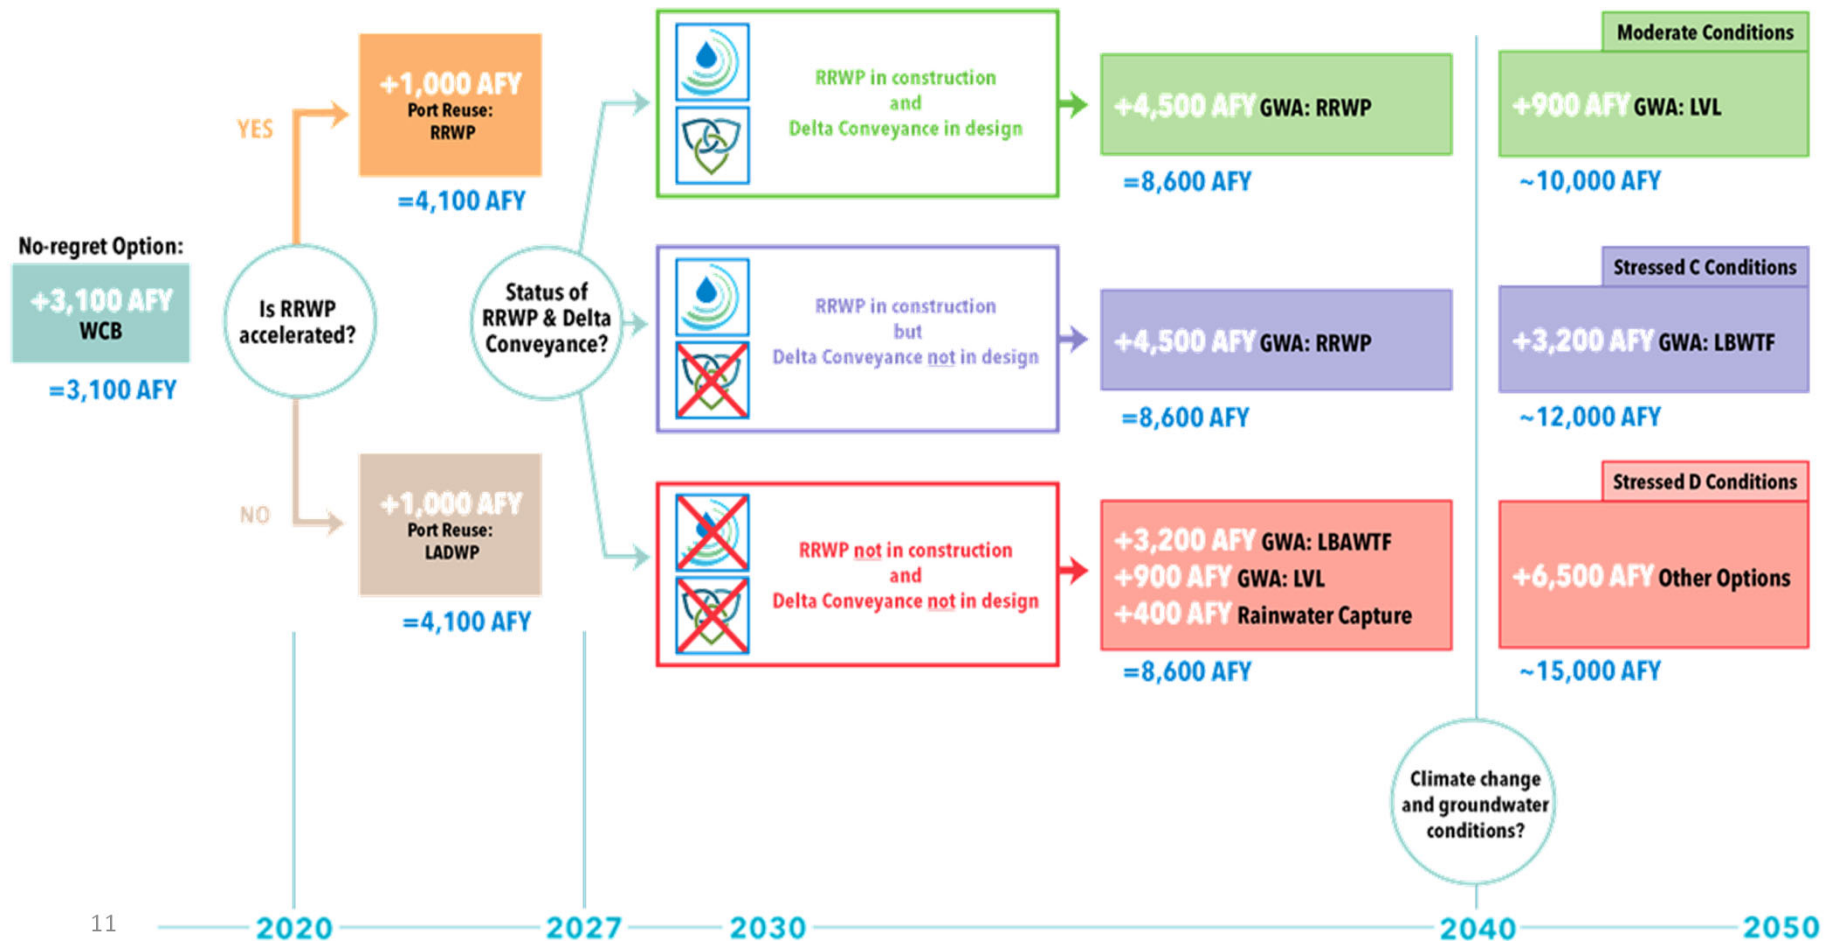 No-regret Option:
+3,100 AFY
WCB
=3,100 AFY
Is RRWP
accelerated?
YES
+1,000 AFY
Port Reuse:
RRWP
=4,100 AFY
NO
+1,000 AFY
Port Reuse:
LADWP
=4,100 AFY
Status of
RRWP & Delta
Conveyance?
RRWP in construction
and
Delta Conveyance in design
+4,500 AFY GWA: RRWP
=8,600 AFY
Moderate Conditions
+900 AFY GWA: LVL
~10,000 AFY
RRWP in construction
but
Delta Conveyance not in design
+4,500 AFY GWA: RRWP
=8,600 AFY
Stressed C Conditions
+3,200 AFY GWA: LBWTF
~12,000 AFY
RRWP not in construction
and
Delta Conveyance not in design
+3,200 AFY GWA: LBAWTF
+900 AFY GWA: LVL
+400 AFY Rainwater Capture
=8,600 AFY
Stressed D Conditions
+6,500 AFY Other Options
~15,000 AFY
Climate change
and groundwater
conditions?
11
2020
2027
2030
2040
2050